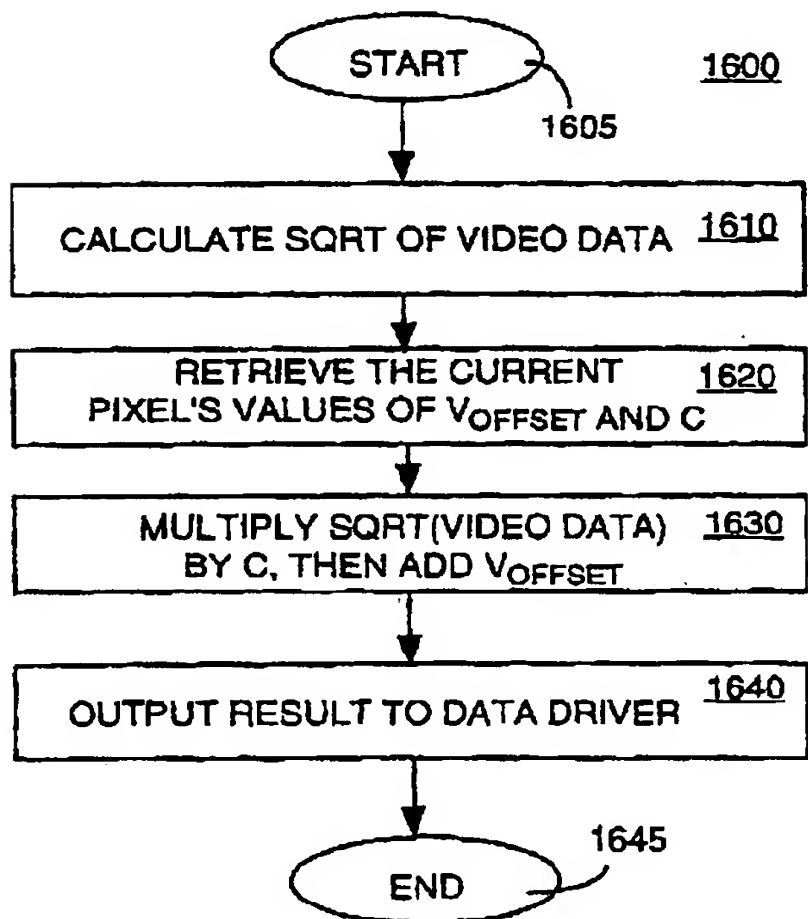 START
1600
1605
CALCULATE SQRT OF VIDEO DATA 1610
RETRIEVE THE CURRENT 1620
PIXEL'S VALUES OF VOFFSET AND C
MULTIPLY SQRT(VIDEO DATA) 1630
BY C, THEN ADD VOFFSET
1640
OUTPUT RESULT TO DATA DRIVER
1645
END